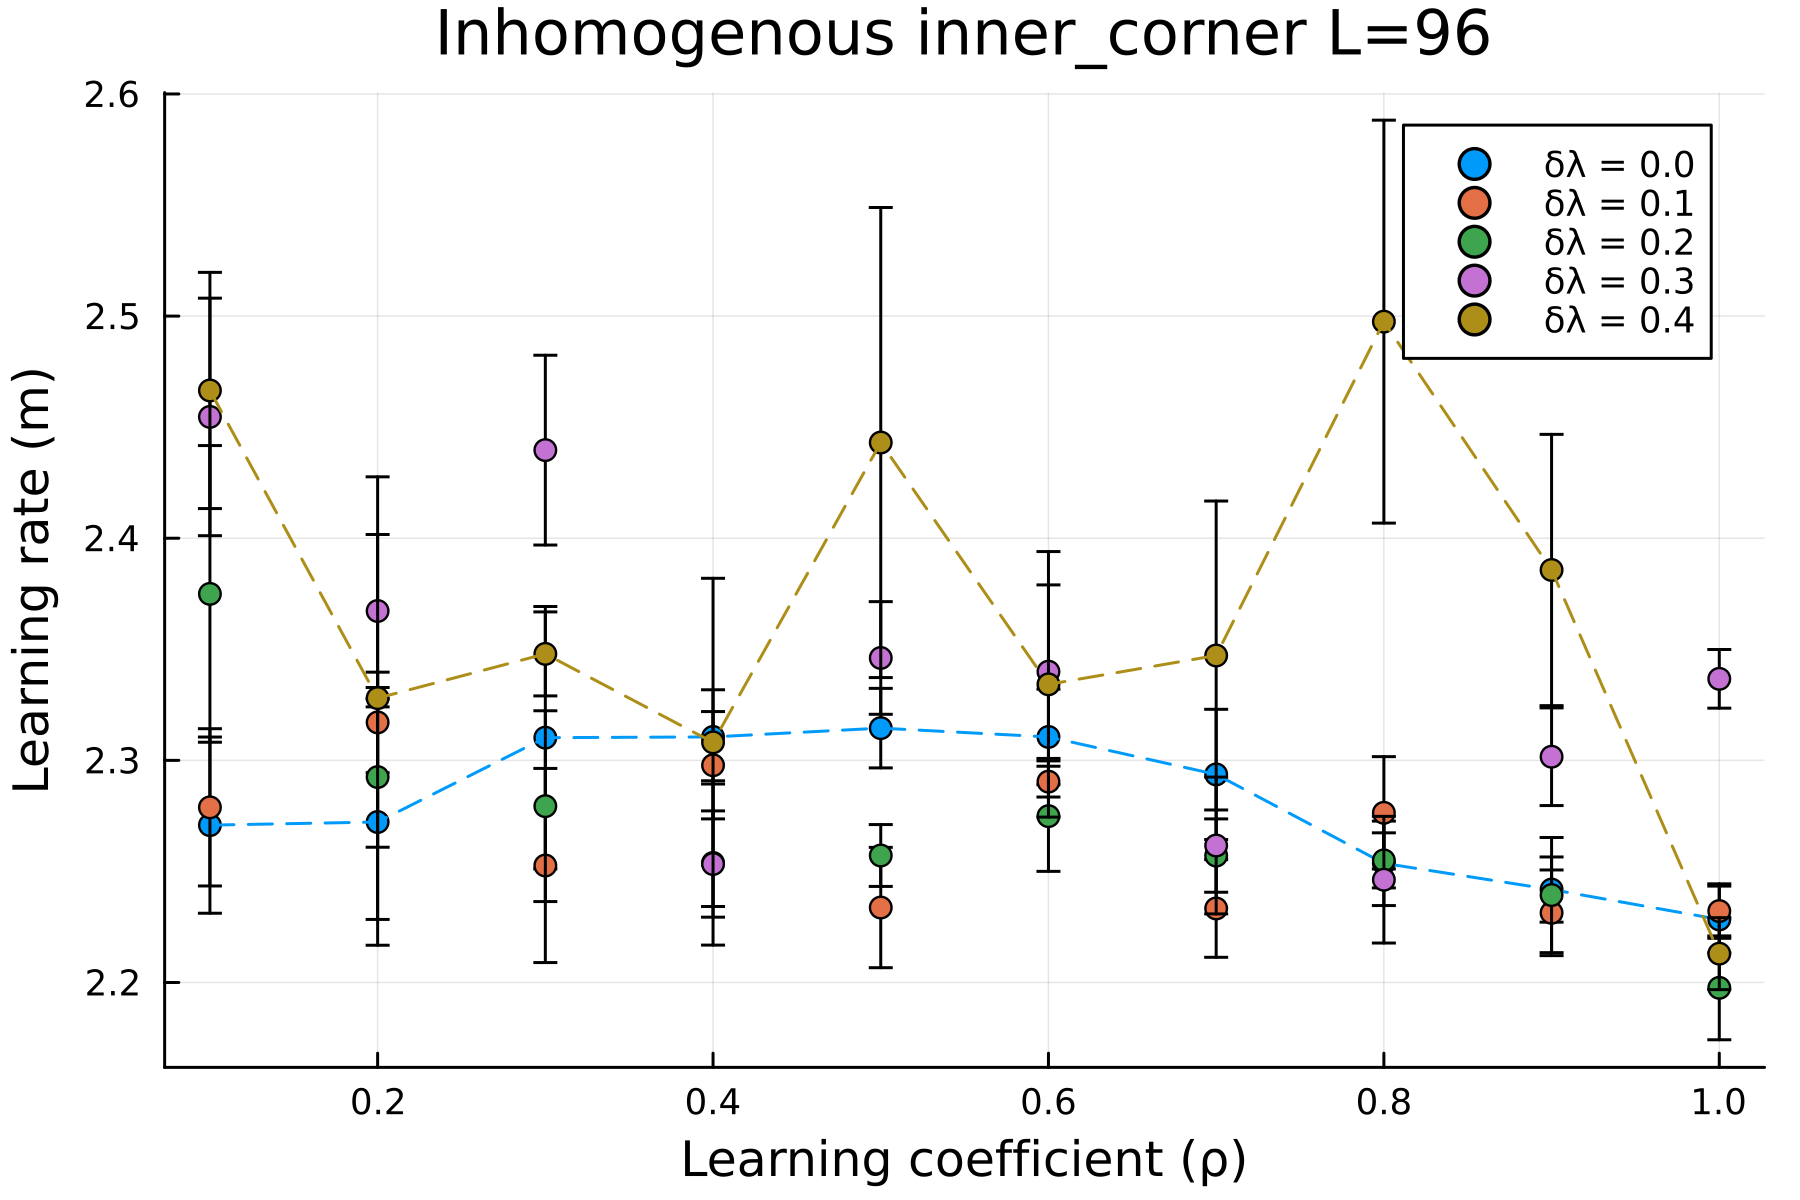 Inhomogenous inner_corner L=96
2.6
2.5
2.4
2.3
2.2
Learning rate (m)
δλ = 0.0
δλ = 0.1
δλ = 0.2
δλ = 0.3
δλ = 0.4
0.2
0.4
0.6
0.8
1.0
Learning coefficient (ρ)